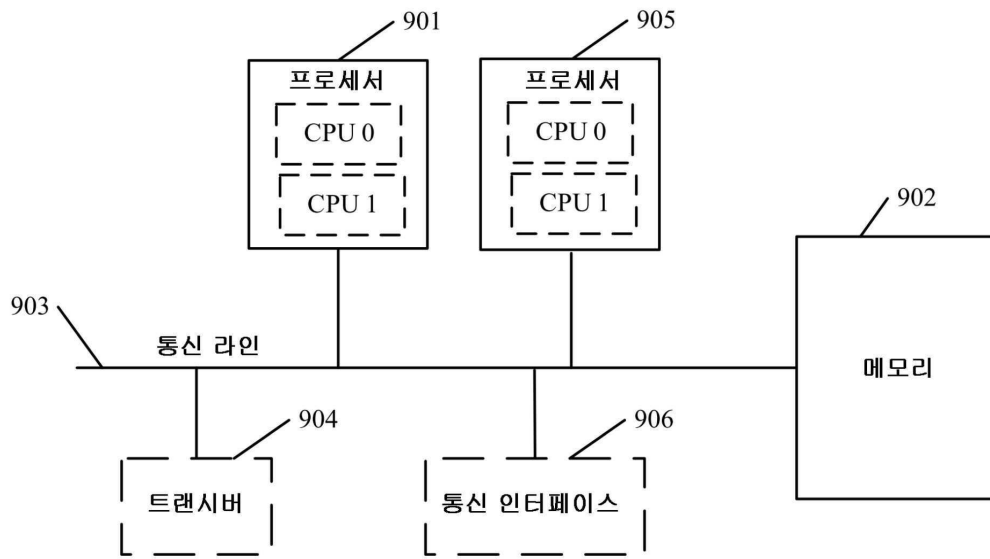 901
905
프로세서
CPU 0
CPU 1
프로세서
CPU 0
CPU 1
902
메모리
903
통신 라인
904
트랜시버
906
통신 인터페이스